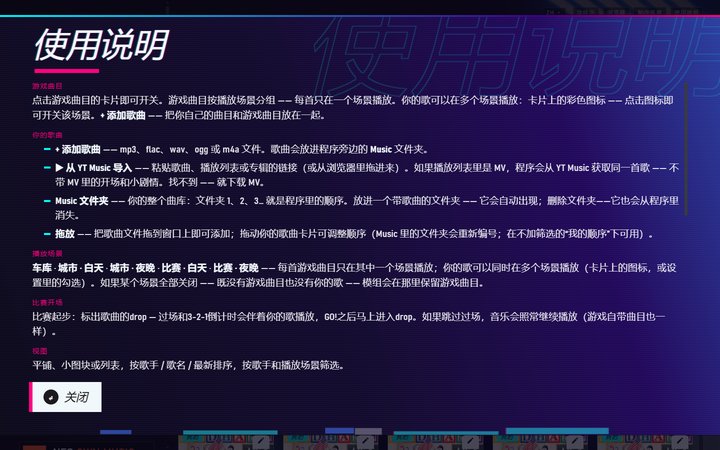 使用说明
游戏曲目
点击游戏曲目的卡片即可开关。游戏曲目按播放场景分组 —— 每首只在一个场景播放。你的歌可以在多个场景播放：卡片上的彩色图标 —— 点击图标即
可开关该场景。+ 添加歌曲 —— 把你自己的曲目和游戏曲目放在一起。
你的歌曲
+ 添加歌曲 —— mp3、flac、wav、ogg 或 m4a 文件。歌曲会放进程序旁边的 Music 文件夹。
▶ 从 YT Music 导入 —— 粘贴歌曲、播放列表或专辑的链接（或从浏览器里拖进来）。如果播放列表里是 MV，程序会从 YT Music 获取同一首歌 —— 不
带 MV 里的开场和小剧情。找不到 —— 就下载 MV。
Music 文件夹 —— 你的整个曲库：文件夹 1、2、3… 就是程序里的顺序。放进一个带歌曲的文件夹 —— 它会自动出现；删除文件夹——它也会从程序里
消失。
拖放 —— 把歌曲文件拖到窗口上即可添加；拖动你的歌曲卡片可调整顺序（Music 里的文件夹会重新编号；在不加筛选的“我的顺序”下可用）。
播放场景
车库 · 城市 · 白天 · 城市 · 夜晚 · 比赛 · 白天 · 比赛 · 夜晚 —— 每首游戏曲目只在其中一个场景播放；你的歌可以同时在多个场景播放（卡片上的图标，或设
置里的勾选）。如果某个场景全部关闭 —— 既没有游戏曲目也没有你的歌 —— 模组会在那里保留游戏曲目。
比赛开场
比赛起步：标出歌曲的drop — 过场和3-2-1倒计时会伴着你的歌播放，GO!之后马上进入drop。如果跳过过场，音乐会照常继续播放（游戏自带曲目也一
样）。
视图
平铺、小图块或列表，按歌手 / 歌名 / 最新排序，按歌手和播放场景筛选。
关闭